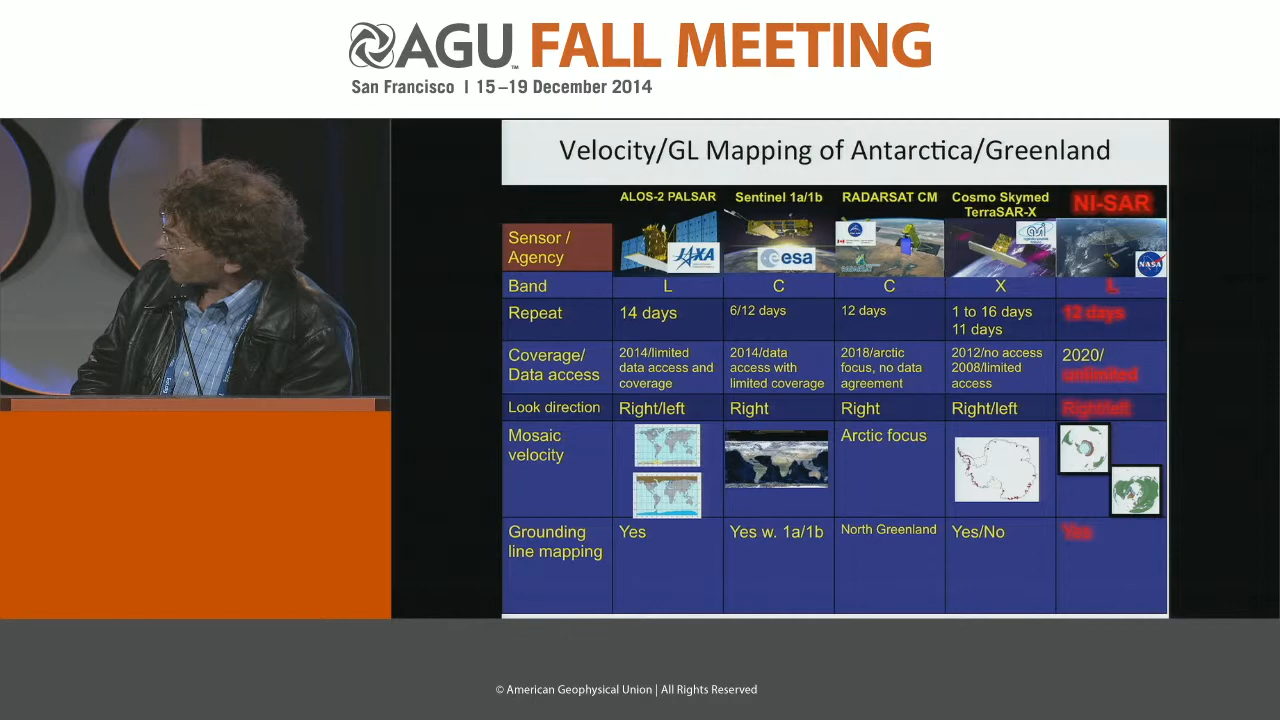 AGU FALL MEETING
San Francisco | 15–19 December 2014
Velocity/GL Mapping of Antarctica/Greenland
ALOS-2 PALSAR
Sentinel 1a/1b
RADARSAT CM
Cosmo Skymed
TerraSAR-X
NI-SAR
Sensor /
Agency
JAXA
esa
asi
NASA
Band
L
C
C
X
L
Repeat
14 days
6/12 days
12 days
1 to 16 days
11 days
12 days
Coverage/
Data access
2014/limited
data access and
coverage
2014/data
access with
limited coverage
2018/arctic
focus, no data
agreement
2012/no access
2008/limited
access
2020/
unlimited
Look direction
Right/left
Right
Right
Right/left
Right/left
Mosaic
velocity
Arctic focus
Grounding
line mapping
Yes
Yes w. 1a/1b
North Greenland
Yes/No
Yes
© American Geophysical Union | All Rights Reserved